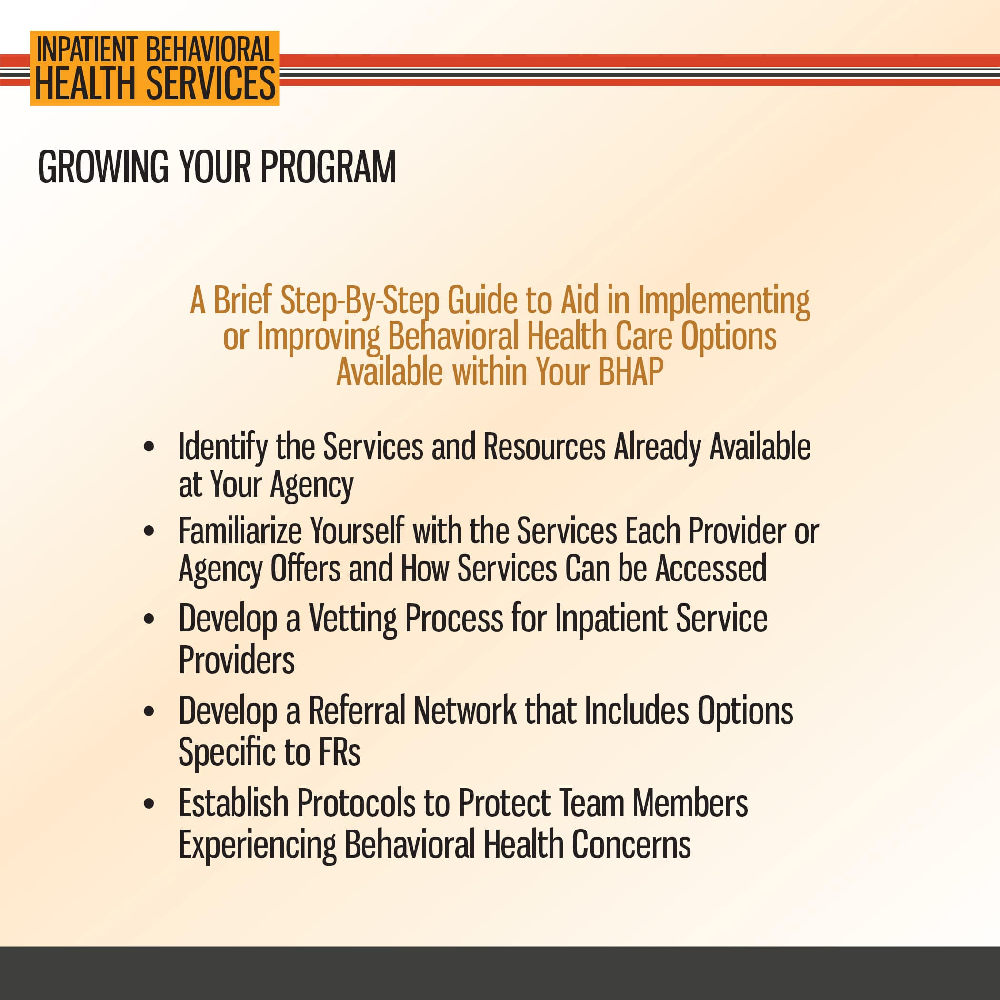 INPATIENT BEHAVIORAL
HEALTH SERVICES
GROWING YOUR PROGRAM
A Brief Step-By-Step Guide to Aid in Implementing
or Improving Behavioral Health Care Options
Available within Your BHAP
• Identify the Services and Resources Already Available
at Your Agency
• Familiarize Yourself with the Services Each Provider or
Agency Offers and How Services Can be Accessed
• Develop a Vetting Process for Inpatient Service
Providers
• Develop a Referral Network that Includes Options
Specific to FRs
• Establish Protocols to Protect Team Members
Experiencing Behavioral Health Concerns